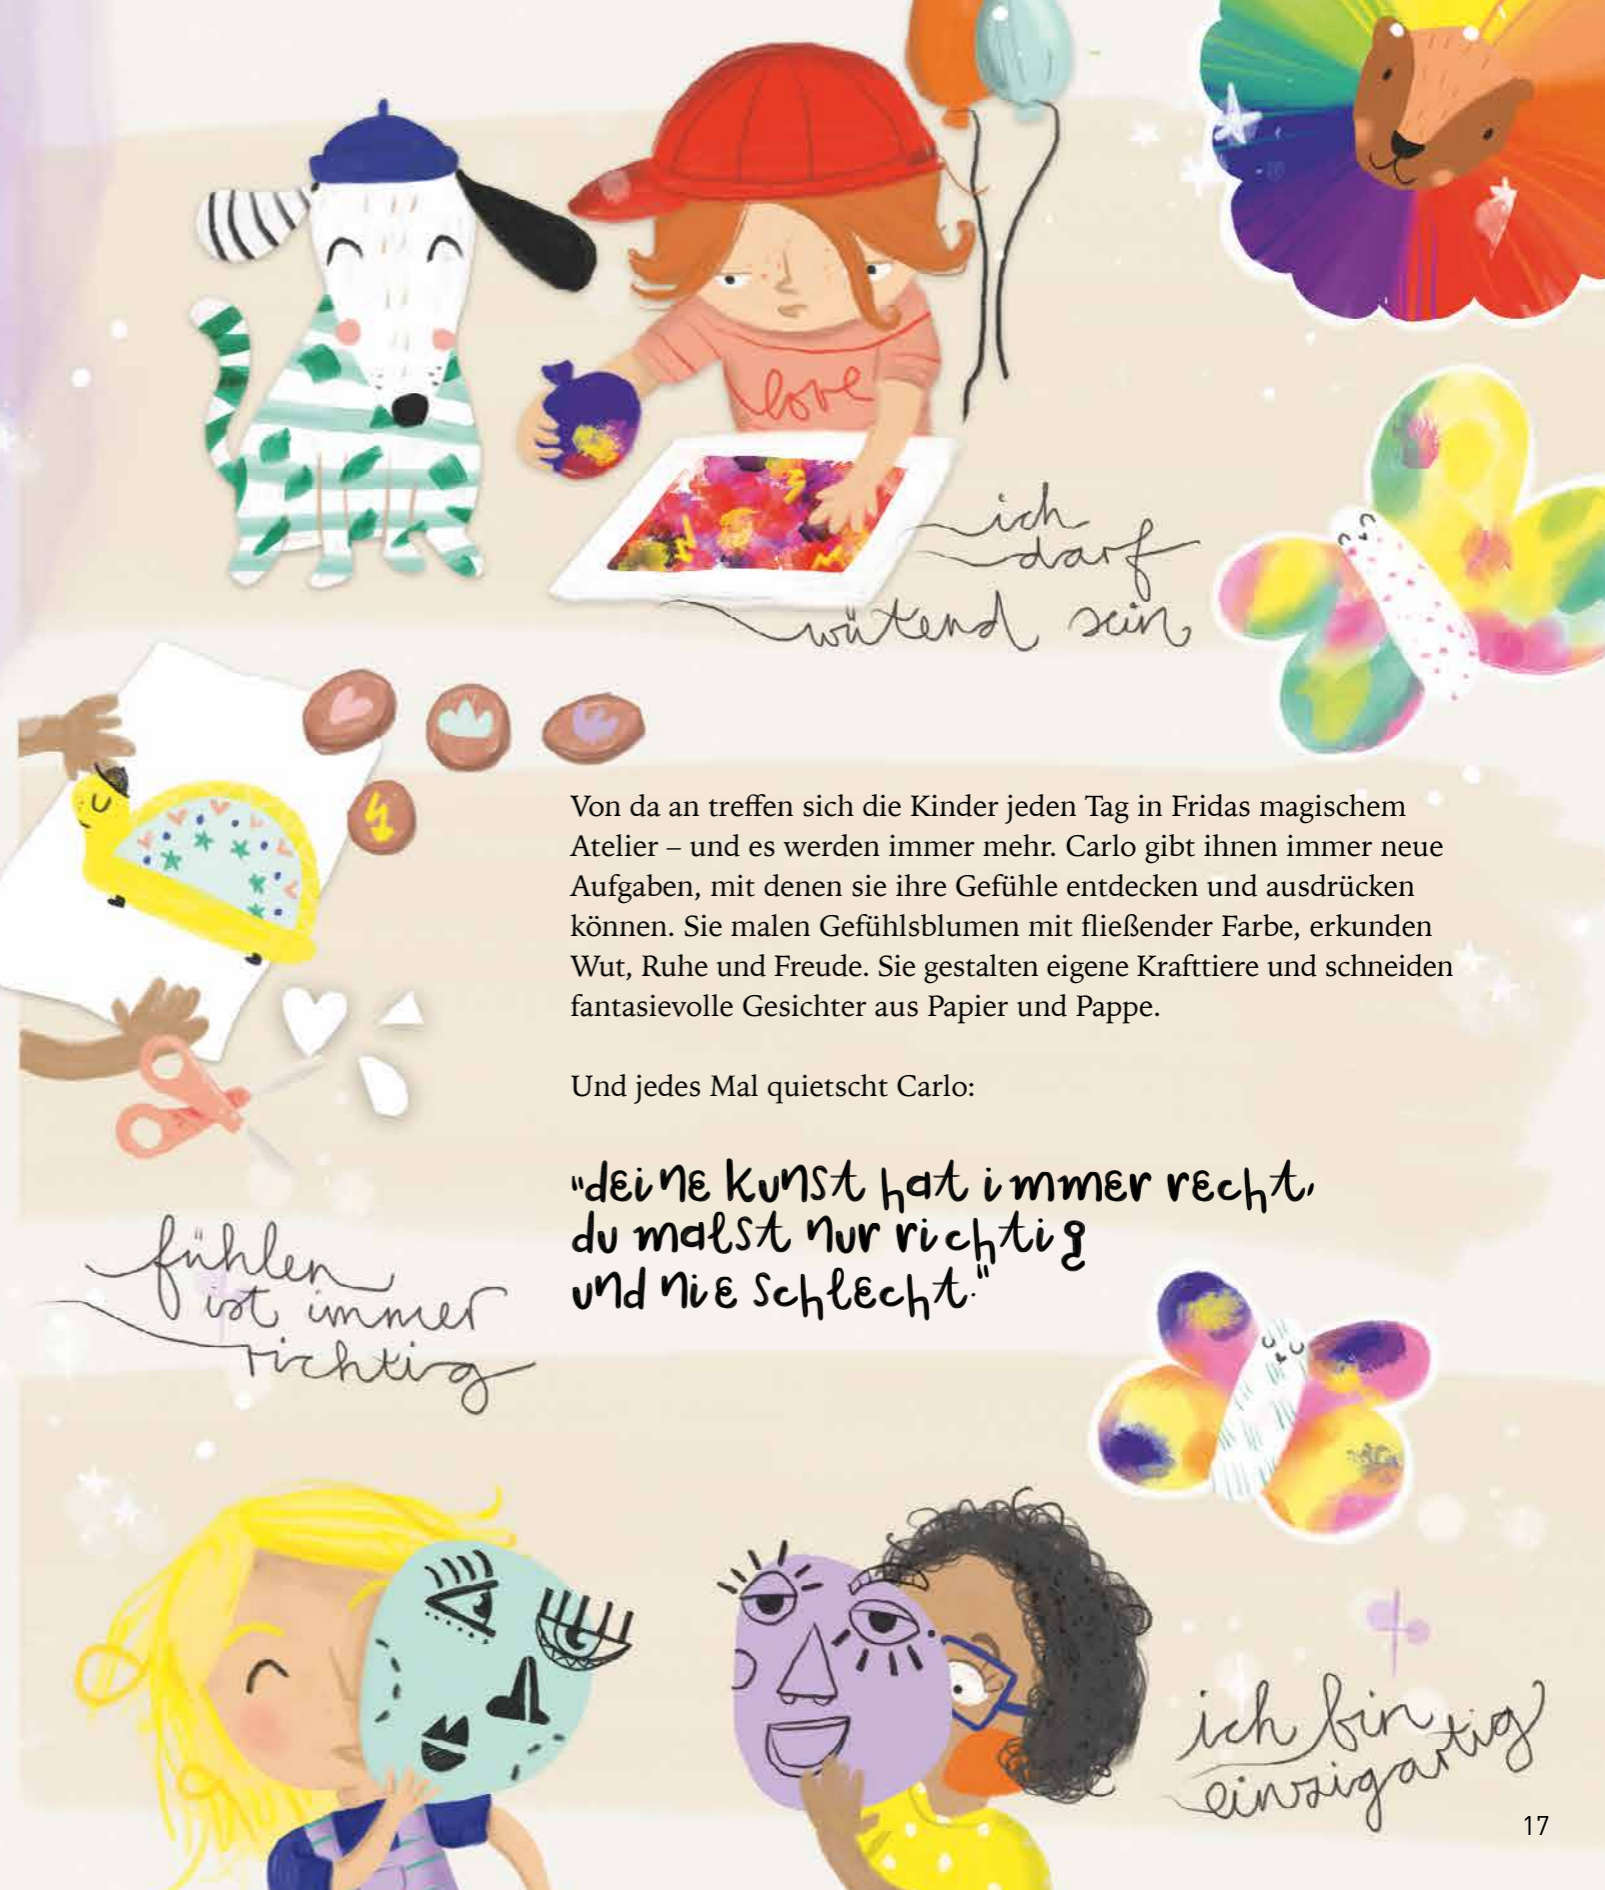 love
ich
darf
wütend sein
Von da an treffen sich die Kinder jeden Tag in Fridas magischem
Atelier – und es werden immer mehr. Carlo gibt ihnen immer neue
Aufgaben, mit denen sie ihre Gefühle entdecken und ausdrücken
können. Sie malen Gefühlsblumen mit fließender Farbe, erkunden
Wut, Ruhe und Freude. Sie gestalten eigene Krafttiere und schneiden
fantasievolle Gesichter aus Papier und Pappe.
Und jedes Mal quietscht Carlo:
"deine kunst hat immer recht,
du malst nur richtig
und nie schlecht."
fühlen
ist immer
richtig
ich bin
einzigartig
17